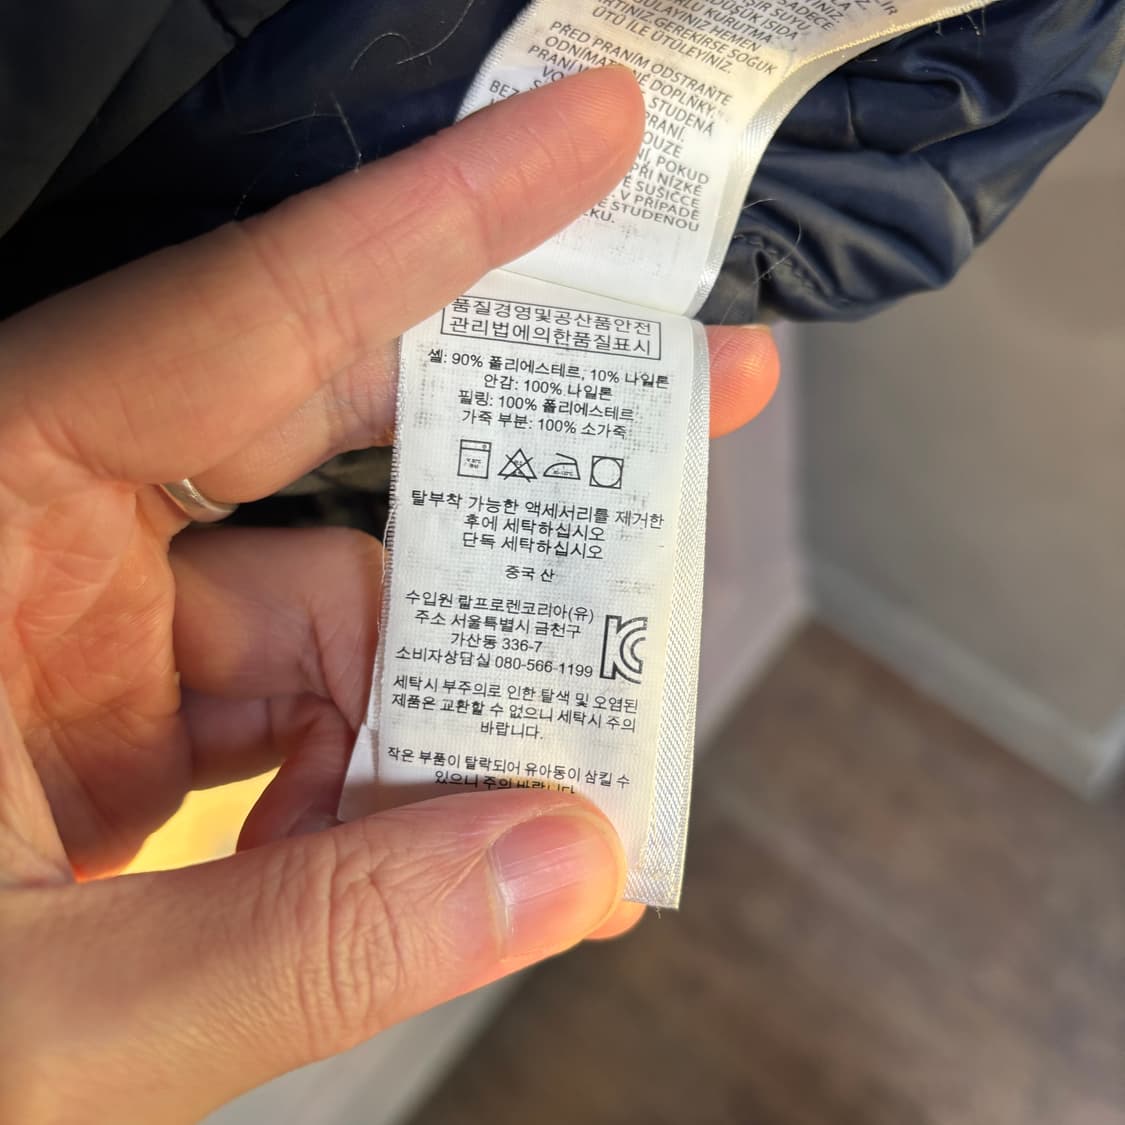 SADECE
ISIDA
KURUTMA
HEMEN
GEREKIRSE SOĞUK
ÜTÜ İLE ÜTÜLEYİNİZ.
PŘED PRANÍM ODSTRAŇTE
DOPLŇKY.
STUDENÁ
PRANÍ.
POKUD
PŘI NÍZKÉ
SUŠIČCE
V PŘÍPADĚ
STUDENOU
품질경영및공산품안전
관리법에의한품질표시
셸: 90% 폴리에스테르, 10% 나일론
안감: 100% 나일론
필링: 100% 폴리에스테르
가죽 부분: 100% 소가죽
탈부착 가능한 액세서리를 제거한
후에 세탁하십시오
단독 세탁하십시오
중국 산
수입원 랄프로렌코리아(유)
주소 서울특별시 금천구
가산동 336-7
소비자상담실 080-566-1199
KC
세탁시 부주의로 인한 탈색 및 오염된
제품은 교환할 수 없으니 세탁시 주의
바랍니다.
작은 부품이 탈락되어 유아동이 삼킬 수
있으니 주의 바랍니다